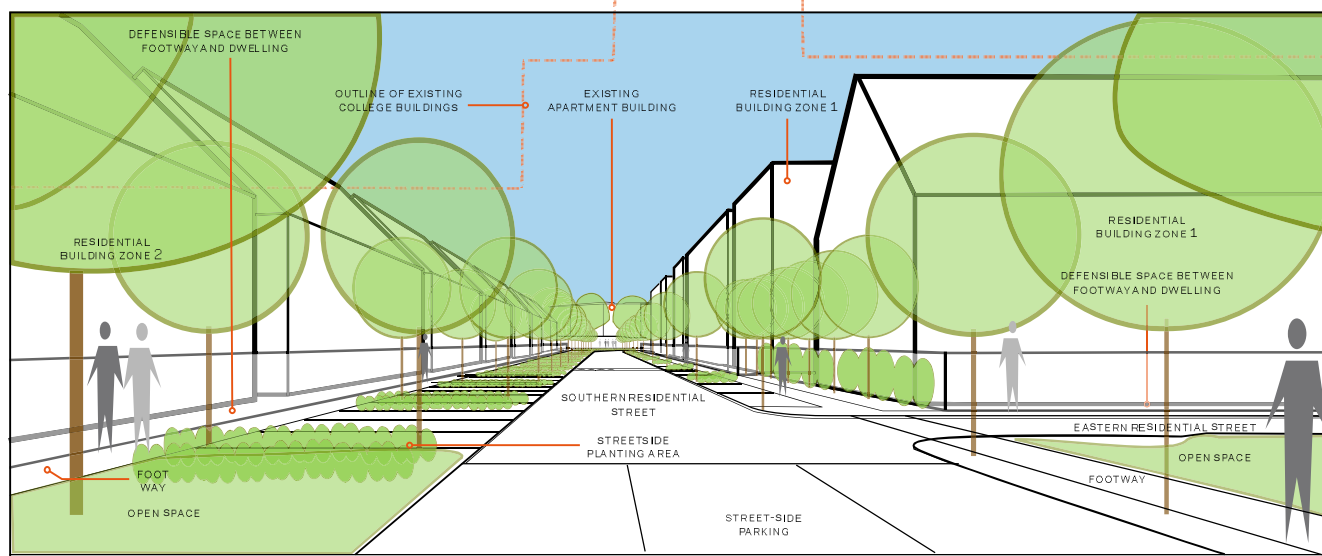 DEFENSIBLE SPACE BETWEEN
FOOTWAY AND DWELLING
OUTLINE OF EXISTING
COLLEGE BUILDINGS
EXISTING
APARTMENT BUILDING
RESIDENTIAL
BUILDING ZONE 1
RESIDENTIAL
BUILDING ZONE 2
RESIDENTIAL
BUILDING ZONE 1
DEFENSIBLE SPACE BETWEEN
FOOTWAY AND DWELLING
SOUTHERN RESIDENTIAL
STREET
EASTERN RESIDENTIAL STREET
STREETSIDE
PLANTING AREA
OPEN SPACE
FOOT
WAY
FOOTWAY
OPEN SPACE
STREET-SIDE
PARKING